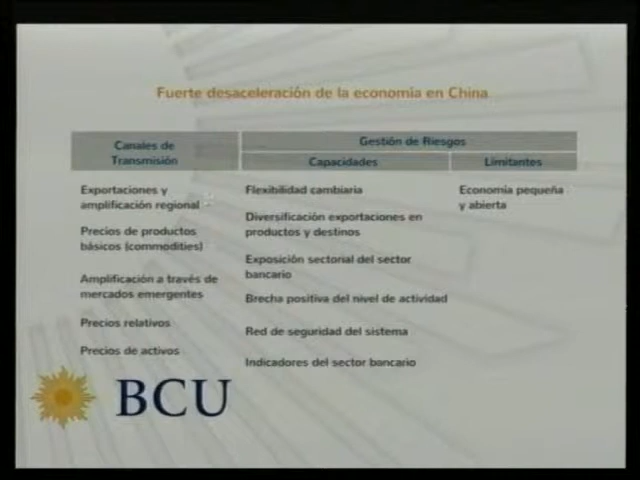 Fuerte desaceleración de la economía en China
Canales de
Transmisión
Gestión de Riesgos
Capacidades
Limitantes
Exportaciones y
amplificación regional
Precios de productos
básicos (commodities)
Amplificación a través de
mercados emergentes
Precios relativos
Precios de activos
Flexibilidad cambiaria
Diversificación exportaciones en
productos y destinos
Exposición sectorial del sector
bancario
Brecha positiva del nivel de actividad
Red de seguridad del sistema
Indicadores del sector bancario
Economía pequeña
y abierta
BCU